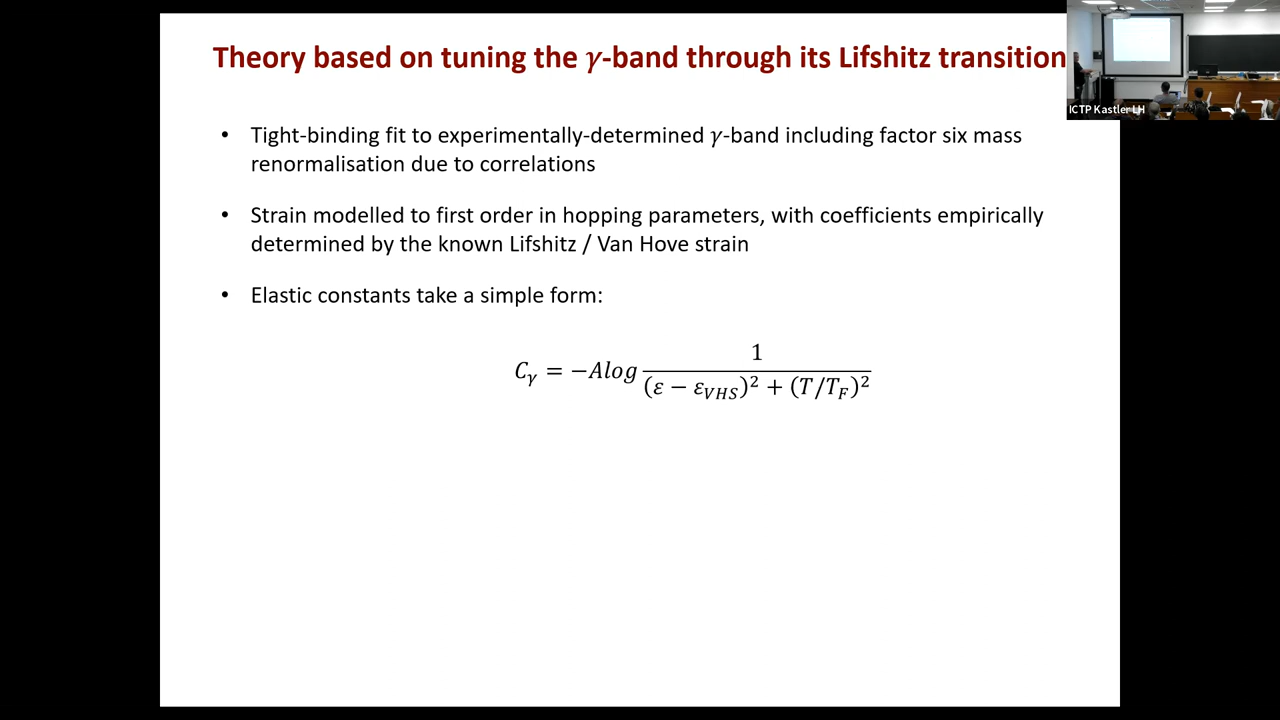 Theory based on tuning the γ-band through its Lifshitz transition
ICTP Kastler LH
• Tight-binding fit to experimentally-determined γ-band including factor six mass
renormalisation due to correlations
• Strain modelled to first order in hopping parameters, with coefficients empirically
determined by the known Lifshitz / Van Hove strain
• Elastic constants take a simple form:
C_γ = −Alog 1 / ((ε − ε_VHS)² + (T/T_F)²)